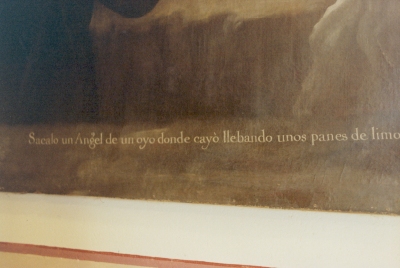 Sacalo un Angel de un oyo donde cayò llebando unos panes de limo